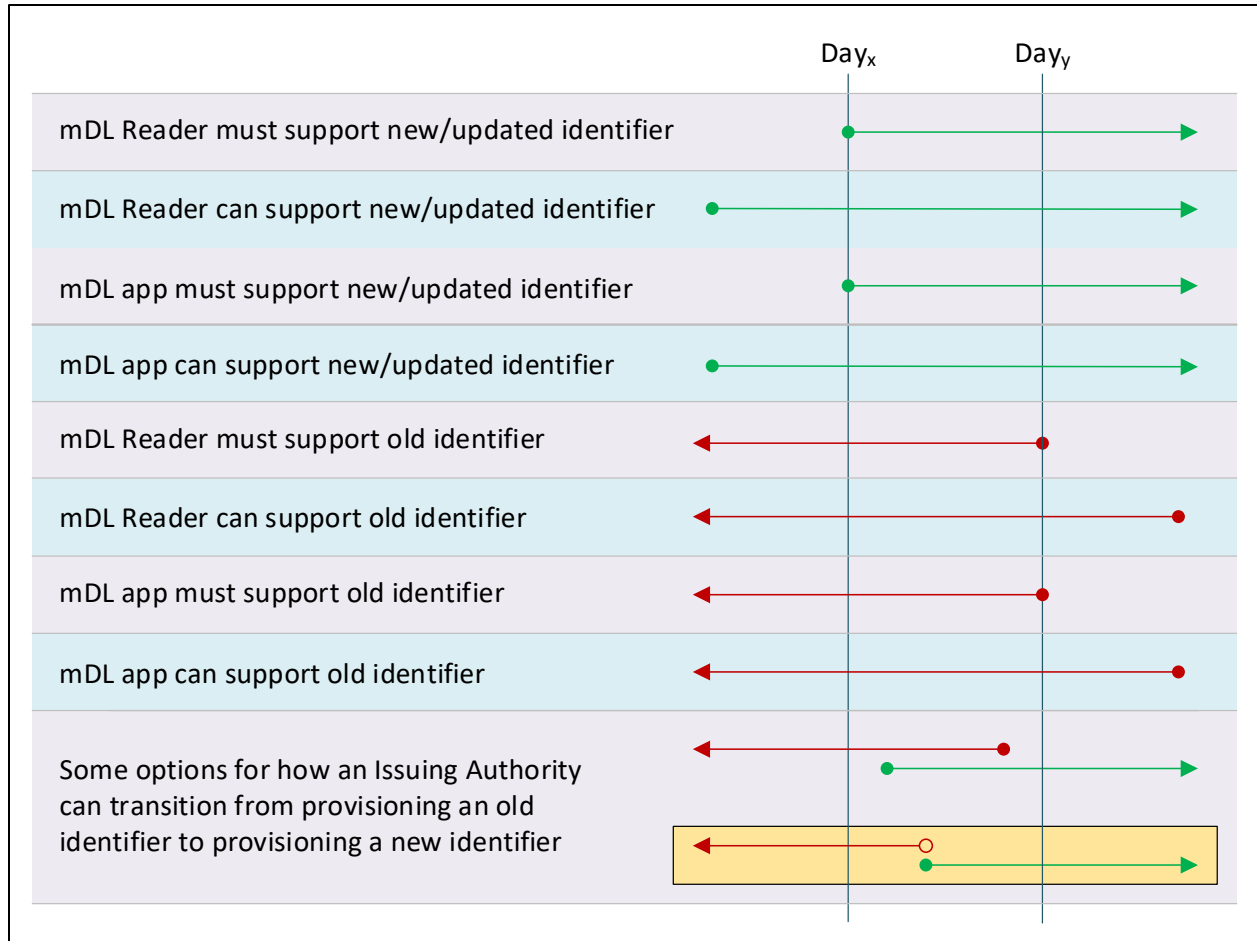 Dayx Dayy
mDL Reader must support new/updated identifier
mDL Reader can support new/updated identifier
mDL app must support new/updated identifier
mDL app can support new/updated identifier
mDL Reader must support old identifier
mDL Reader can support old identifier
mDL app must support old identifier
mDL app can support old identifier
Some options for how an Issuing Authority
can transition from provisioning an old
identifier to provisioning a new identifier